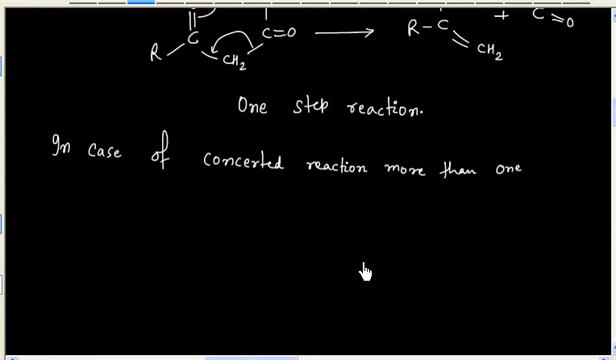 C C=O R CH2 R-C CH2 + C=O
One step reaction.
In case of concerted reaction more than one